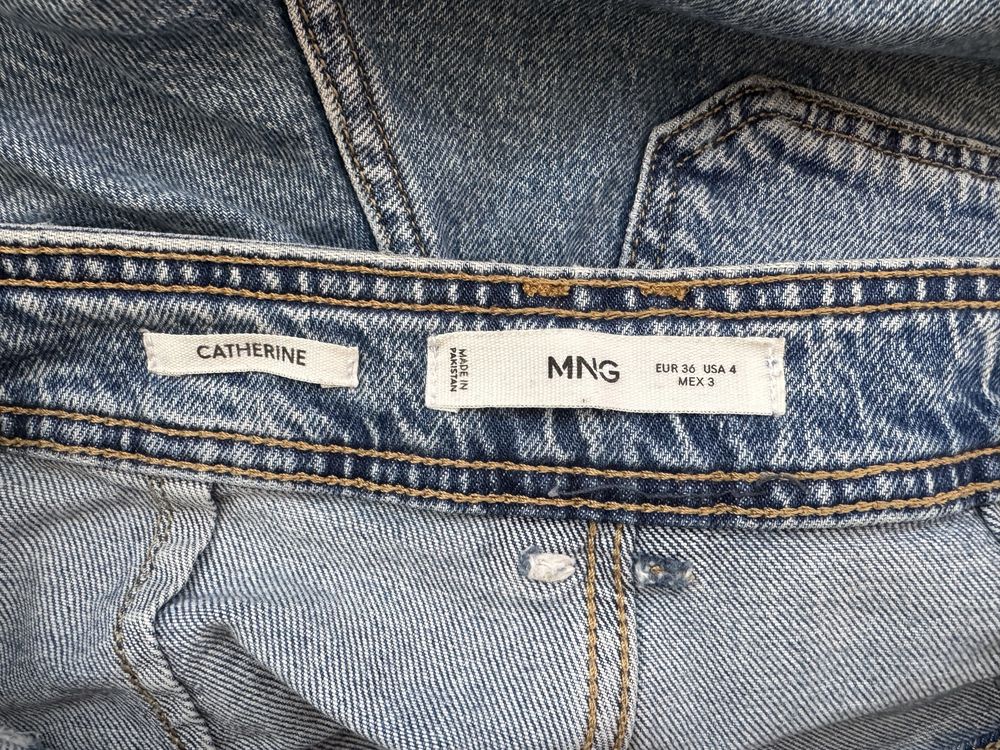 CATHERINE
MADE IN
PAKISTAN
MNG
EUR 36 USA 4
MEX 3